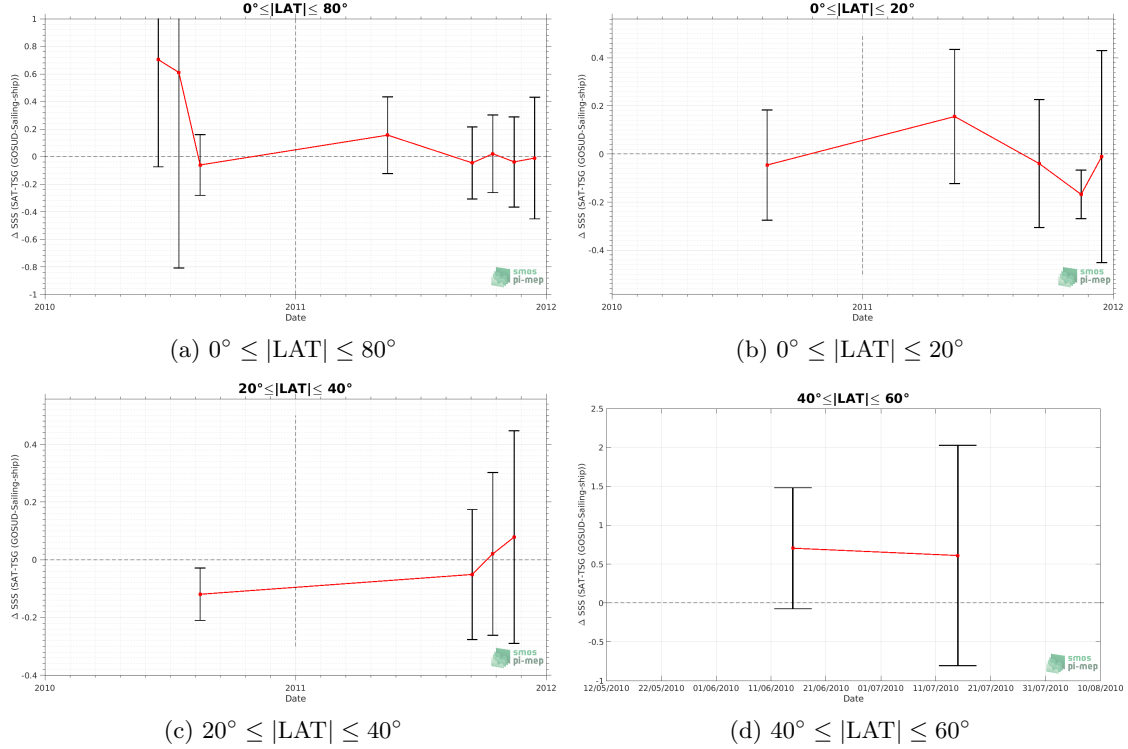 0°≤|LAT|≤ 80°
Δ SSS (SAT-TSG (GOSUD-Sailing-ship))
1
0.8
0.6
0.4
0.2
0
-0.2
-0.4
-0.6
-0.8
-1
2010
2011
2012
Date
smos
pi-mep
(a) 0° ≤ |LAT| ≤ 80°
0°≤|LAT|≤ 20°
Δ SSS (SAT-TSG (GOSUD-Sailing-ship))
0.4
0.2
0
-0.2
-0.4
2010
2011
2012
Date
smos
pi-mep
(b) 0° ≤ |LAT| ≤ 20°
20°≤|LAT|≤ 40°
Δ SSS (SAT-TSG (GOSUD-Sailing-ship))
0.4
0.2
0
-0.2
-0.4
2010
2011
2012
Date
smos
pi-mep
(c) 20° ≤ |LAT| ≤ 40°
40°≤|LAT|≤ 60°
Δ SSS (SAT-TSG (GOSUD-Sailing-ship))
2.5
2
1.5
1
0.5
0
-0.5
-1
12/05/2010 22/05/2010 01/06/2010 11/06/2010 21/06/2010 01/07/2010 11/07/2010 21/07/2010 31/07/2010 10/08/2010
Date
smos
pi-mep
(d) 40° ≤ |LAT| ≤ 60°